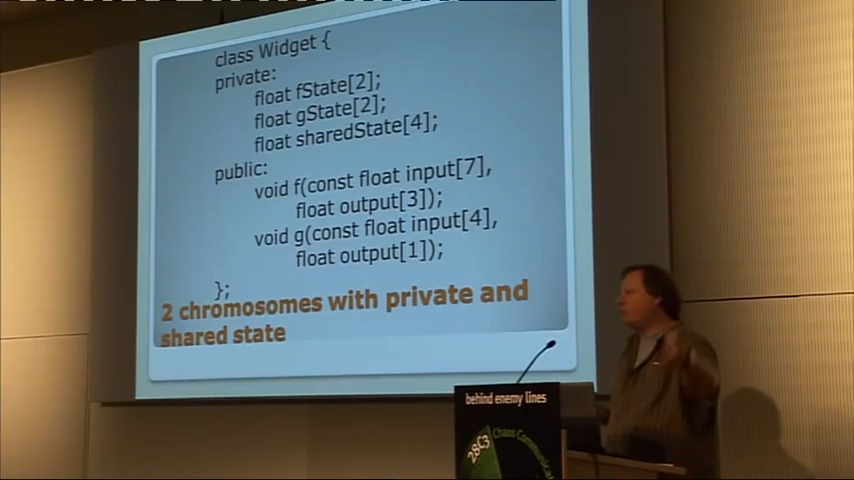 class Widget {
private:
float fState[2];
float gState[2];
float sharedState[4];
public:
void f(const float input[7],
float output[3]);
void g(const float input[4],
float output[1]);
};
2 chromosomes with private and
shared state
behind enemy lines
28C3
Chaos Communicat